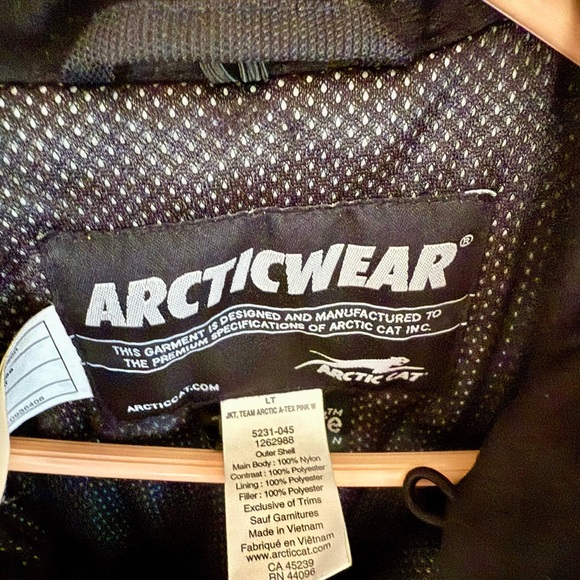 ARCTICWEAR®
THIS GARMENT IS DESIGNED AND MANUFACTURED TO
THE PREMIUM SPECIFICATIONS OF ARCTIC CAT INC.
ARCTIC CAT
ARCTICCAT.COM
LT
JKT, TEAM ARCTIC A-TEX PINK W
5231-045
1262988
Outer Shell
Main Body : 100% Nylon
Contrast : 100% Polyester
Lining : 100% Polyester
Filler : 100% Polyester
Exclusive of Trims
Sauf Garnitures
Made in Vietnam
Fabriqué en Viêtnam
www.arcticcat.com
CA 45239
RN 44096